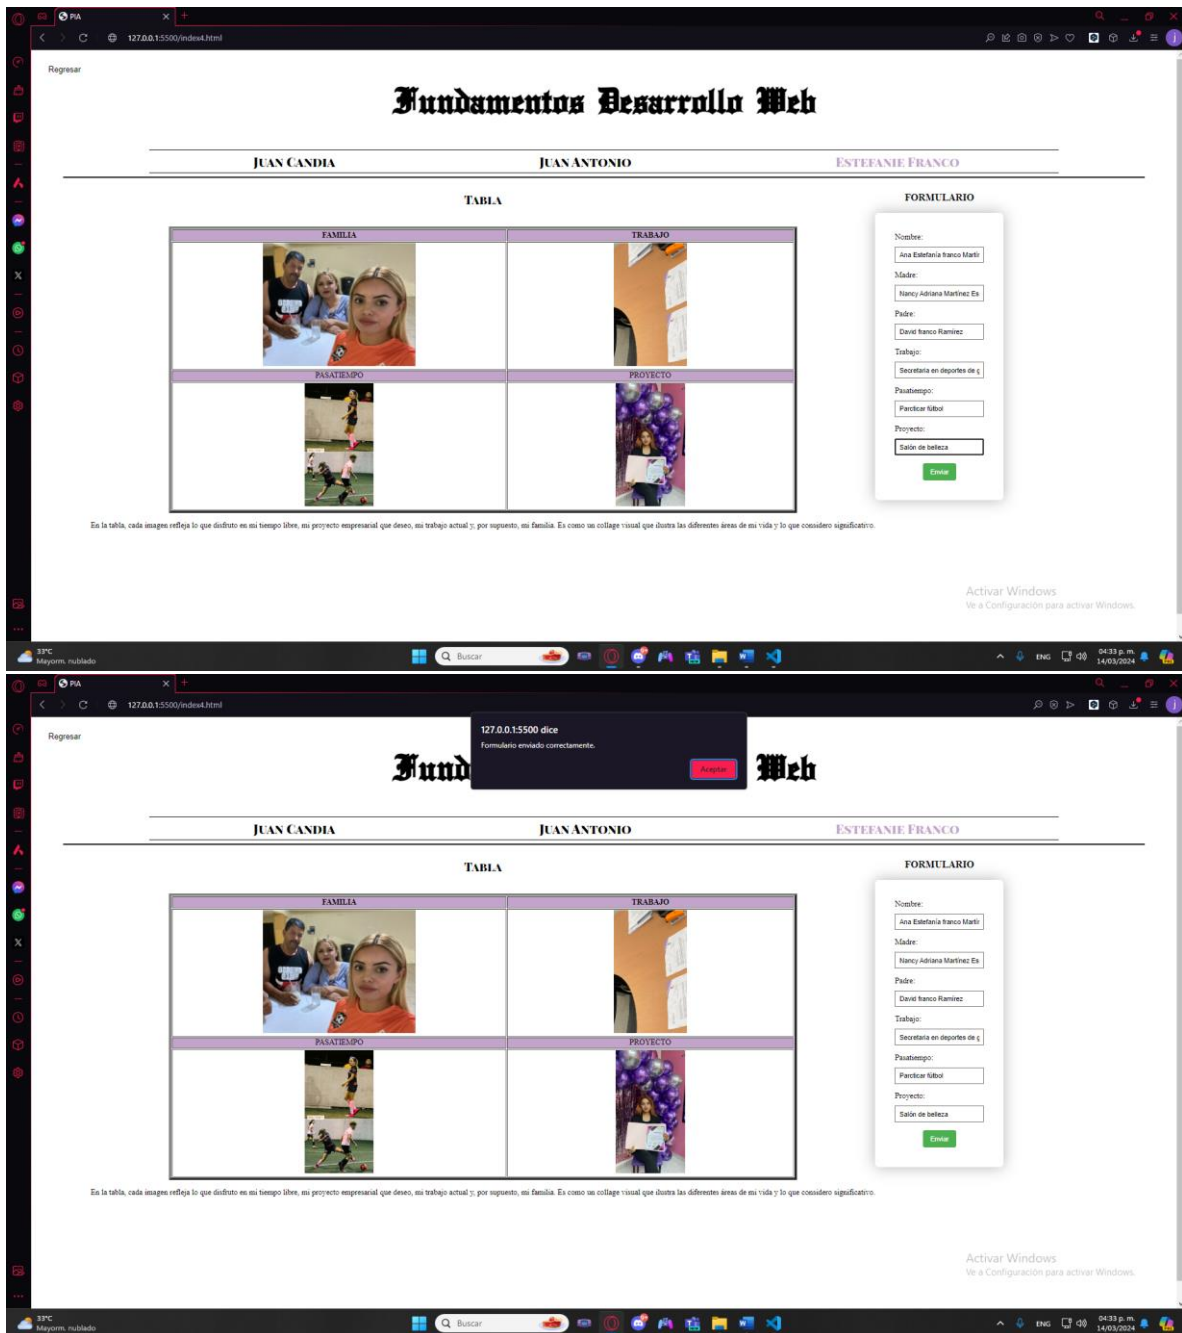 PIA
127.0.0.1:5500/index4.html
Regresar
Fundamentos Desarrollo Web
JUAN CANDIA JUAN ANTONIO ESTEFANIE FRANCO
TABLA
FORMULARIO
FAMILIA TRABAJO
PASATIEMPO PROYECTO
Nombre:
Ana Estefanía franco Martír
Madre:
Nancy Adriana Martínez Es
Padre:
David franco Ramírez
Trabajo:
Secretaria en deportes de g
Pasatiempo:
Parcticar fútbol
Proyecto:
Salón de belleza
Enviar
En la tabla, cada imagen refleja lo que disfruto en mi tiempo libre, mi proyecto empresarial que deseo, mi trabajo actual y, por supuesto, mi familia. Es como un collage visual que ilustra las diferentes áreas de mi vida y lo que considero significativo.
Activar Windows
Ve a Configuración para activar Windows.
33°C
Mayorm. nublado
Buscar
ENG
04:33 p. m.
14/03/2024
PIA
127.0.0.1:5500/index4.html
127.0.0.1:5500 dice
Formulario enviado correctamente.
Aceptar
Regresar
Fund Web
JUAN CANDIA JUAN ANTONIO ESTEFANIE FRANCO
TABLA
FORMULARIO
FAMILIA TRABAJO
PASATIEMPO PROYECTO
Nombre:
Ana Estefanía franco Martír
Madre:
Nancy Adriana Martínez Es
Padre:
David franco Ramírez
Trabajo:
Secretaria en deportes de g
Pasatiempo:
Parcticar fútbol
Proyecto:
Salón de belleza
Enviar
En la tabla, cada imagen refleja lo que disfruto en mi tiempo libre, mi proyecto empresarial que deseo, mi trabajo actual y, por supuesto, mi familia. Es como un collage visual que ilustra las diferentes áreas de mi vida y lo que considero significativo.
Activar Windows
Ve a Configuración para activar Windows.
33°C
Mayorm. nublado
Buscar
ENG
04:33 p. m.
14/03/2024